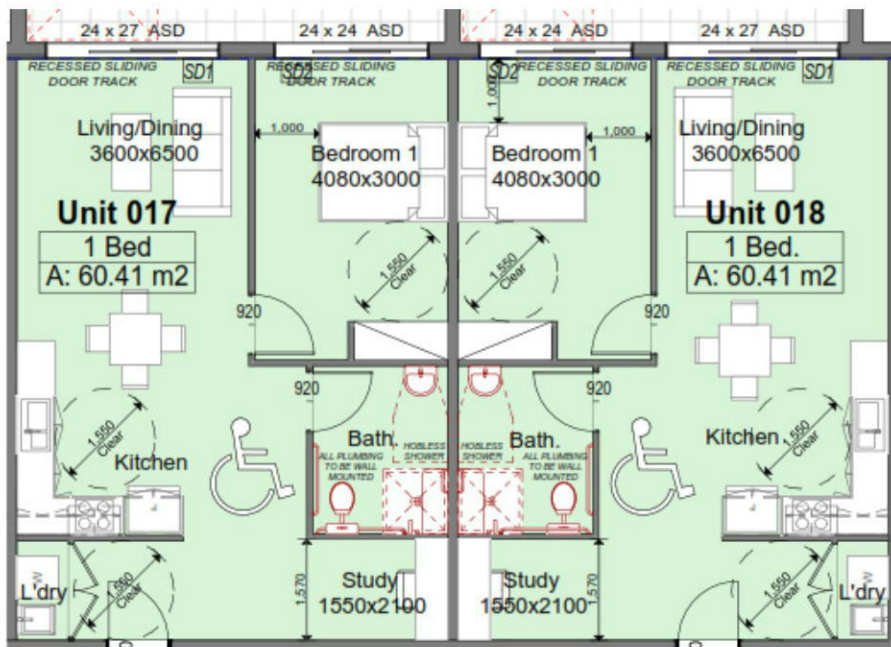 24 x 27 ASD
24 x 24 ASD
24 x 24 ASD
24 x 27 ASD
RECESSED SLIDING
DOOR TRACK
SD1
RECESSED SLIDING
DOOR TRACK
SD2
SD2
RECESSED SLIDING
DOOR TRACK
RECESSED SLIDING
DOOR TRACK
SD1
Living/Dining
3600x6500
1,000
Bedroom 1
4080x3000
1,000
Bedroom 1
4080x3000
1,000
Living/Dining
3600x6500
Unit 017
1 Bed
A: 60.41 m2
Unit 018
1 Bed.
A: 60.41 m2
1,550
Clear
1,550
Clear
920
920
920
920
1,550
Clear
Kitchen
Bath.
HOBLESS
SHOWER
ALL PLUMBING
TO BE WALL
MOUNTED
HOBLESS
SHOWER
Bath.
ALL PLUMBING
TO BE WALL
MOUNTED
Kitchen
1,550
Clear
L'dry
W
1,550
Clear
1,570
Study
1550x2100
Study
1550x2100
1,570
1,550
Clear
W
L'dry